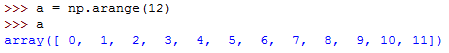 >>> a = np.arange(12)
>>> a
array([ 0,  1,  2,  3,  4,  5,  6,  7,  8,  9, 10, 11])